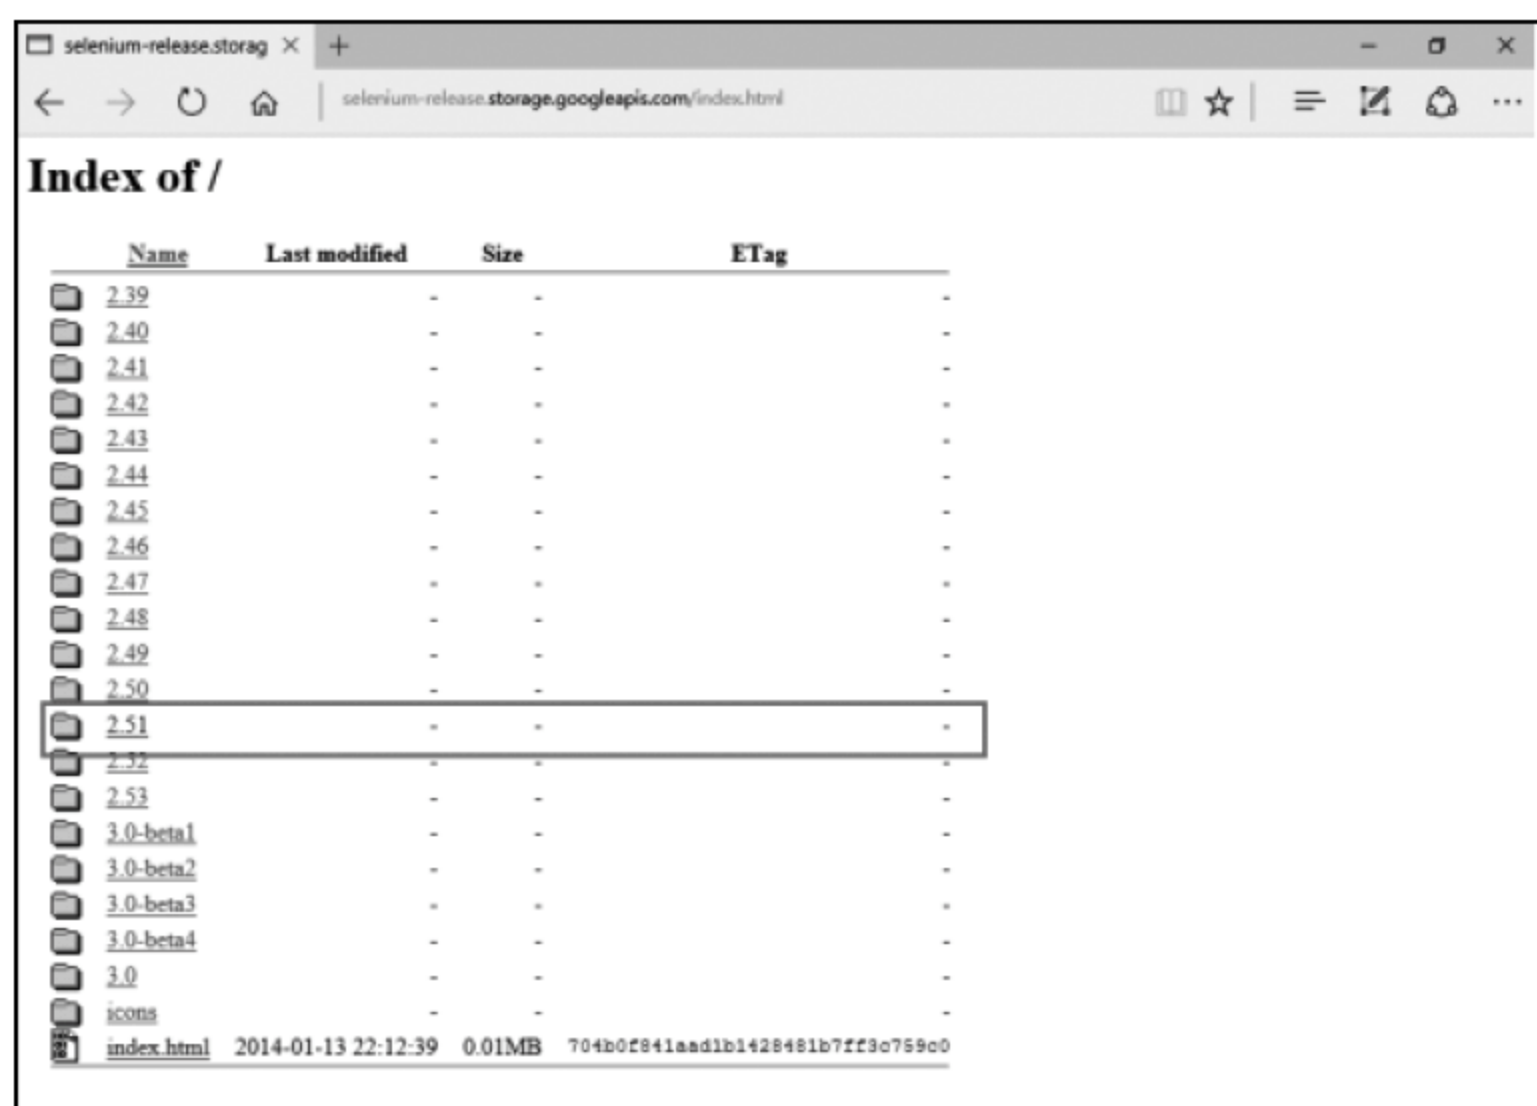 selenium-release.storag
selenium-release.storage.googleapis.com/index.html
Index of /
Name Last modified Size ETag
2.39 - - -
2.40 - - -
2.41 - - -
2.42 - - -
2.43 - - -
2.44 - - -
2.45 - - -
2.46 - - -
2.47 - - -
2.48 - - -
2.49 - - -
2.50 - - -
2.51 - - -
2.52 - - -
2.53 - - -
3.0-beta1 - - -
3.0-beta2 - - -
3.0-beta3 - - -
3.0-beta4 - - -
3.0 - - -
icons - - -
index.html 2014-01-13 22:12:39 0.01MB 704b0f841aad1b1428481b7ff3c759c0